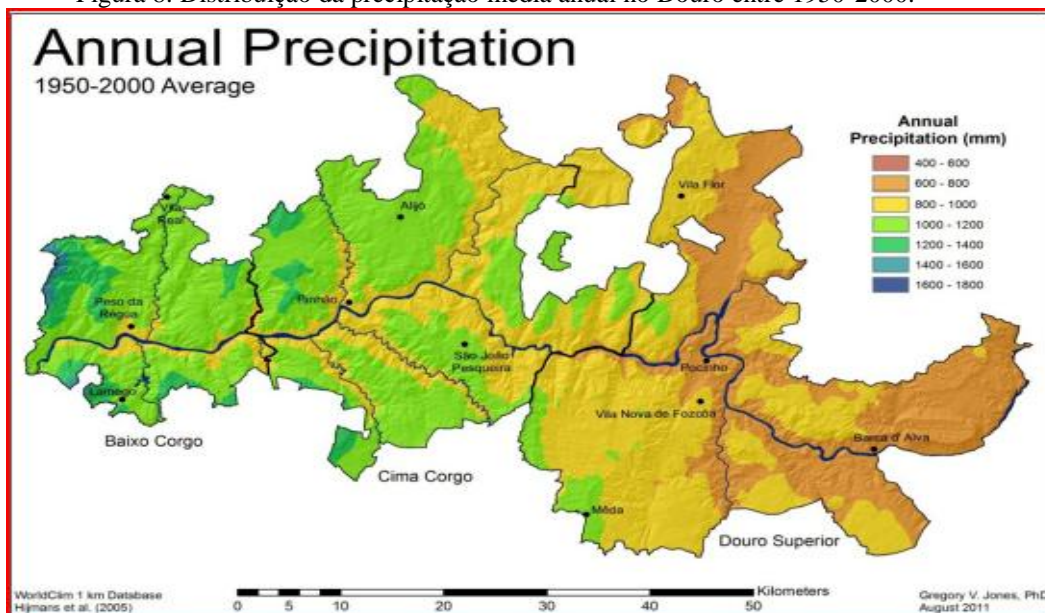 Figura 8. Distribuição da precipitação média anual no Douro entre 1950-2000.
Annual Precipitation
1950-2000 Average
Annual
Precipitation (mm)
400 - 600
600 - 800
800 - 1000
1000 - 1200
1200 - 1400
1400 - 1600
1600 - 1800
Vila Flor
Vila
Real
Alijó
Peso da
Régua
Pinhão
São João
Pesqueira
Pocinho
Lamego
Vila Nova de Fozcôa
Baixo Corgo
Barca d'Alva
Cima Corgo
Mêda
Douro Superior
Kilometers
WorldClim 1 km Database
Hijmans et al. (2005)
0 5 10 20 30 40 50
Gregory V. Jones, PhD
August 2011